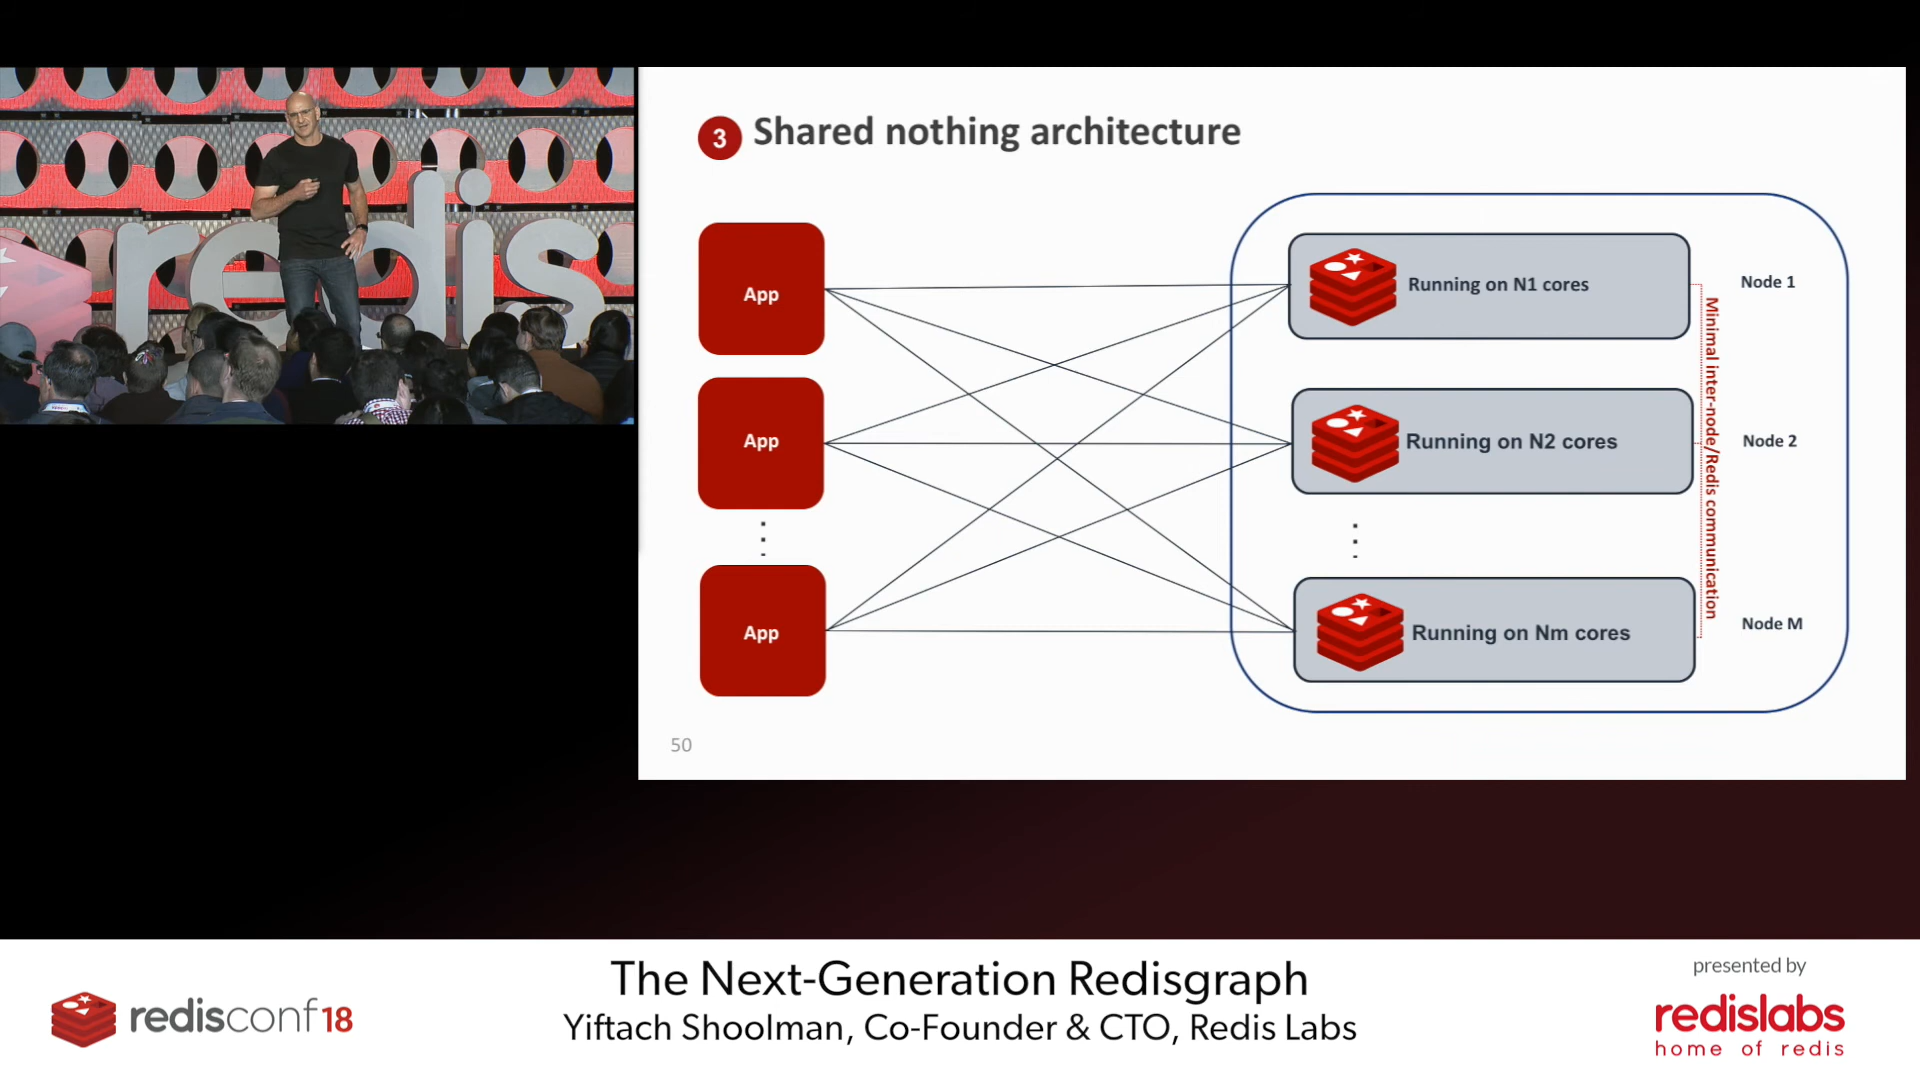 redis
3 Shared nothing architecture
App
App
App
Running on N1 cores
Running on N2 cores
Running on Nm cores
Node 1
Node 2
Node M
Minimal inter-node/Redis communication
50
redisconf18
The Next-Generation Redisgraph
Yiftach Shoolman, Co-Founder & CTO, Redis Labs
presented by
redislabs
home of redis